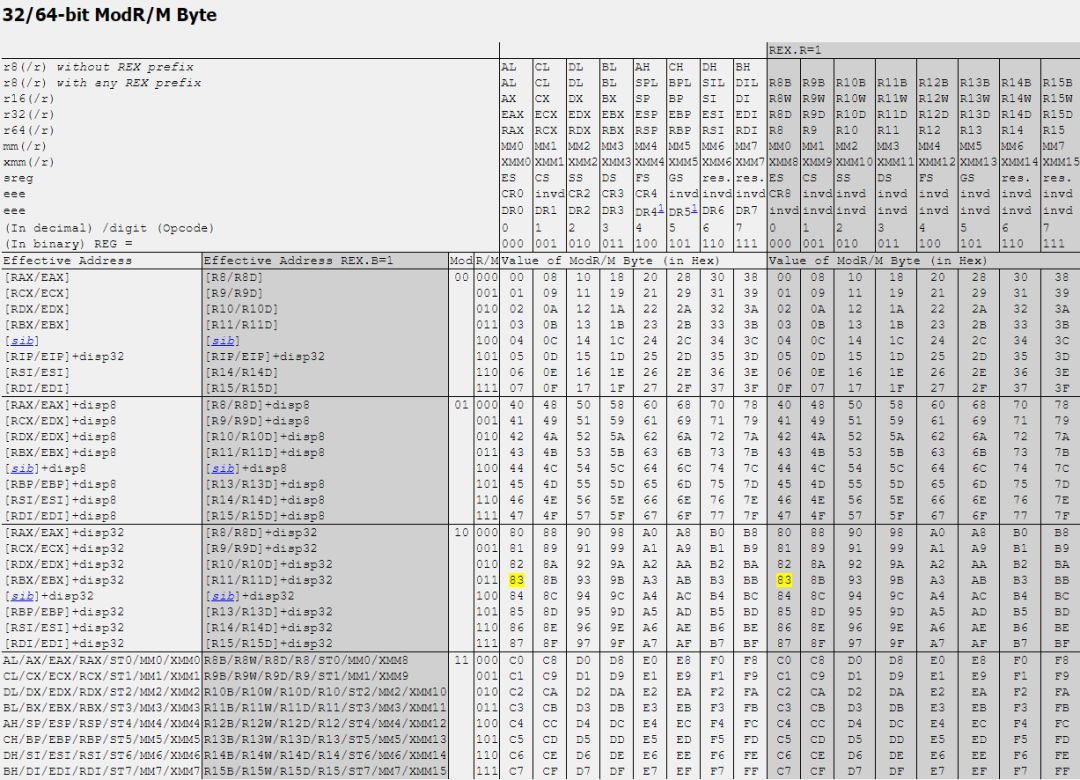 32/64-bit ModR/M Byte
REX.R=1
r8(/r) without REX prefix AL CL DL BL AH CH DH BH
r8(/r) with any REX prefix AL CL DL BL SPL BPL SIL DIL R8B R9B R10B R11B R12B R13B R14B R15B
r16(/r) AX CX DX BX SP BP SI DI R8W R9W R10W R11W R12W R13W R14W R15W
r32(/r) EAX ECX EDX EBX ESP EBP ESI EDI R8D R9D R10D R11D R12D R13D R14D R15D
r64(/r) RAX RCX RDX RBX RSP RBP RSI RDI R8 R9 R10 R11 R12 R13 R14 R15
mm(/r) MM0 MM1 MM2 MM3 MM4 MM5 MM6 MM7 MM0 MM1 MM2 MM3 MM4 MM5 MM6 MM7
xmm(/r) XMM0 XMM1 XMM2 XMM3 XMM4 XMM5 XMM6 XMM7 XMM8 XMM9 XMM10 XMM11 XMM12 XMM13 XMM14 XMM15
sreg ES CS SS DS FS GS res. res. ES CS SS DS FS GS res. res.
eee CR0 invd CR2 CR3 CR4 invd invd invd CR8 invd invd invd invd invd invd invd
eee DR0 DR1 DR2 DR3 DR4¹ DR5¹ DR6 DR7 invd invd invd invd invd invd invd invd
(In decimal) /digit (Opcode) 0 1 2 3 4 5 6 7 0 1 2 3 4 5 6 7
(In binary) REG = 000 001 010 011 100 101 110 111 000 001 010 011 100 101 110 111
Effective Address Effective Address REX.B=1 Mod R/M Value of ModR/M Byte (in Hex) Value of ModR/M Byte (in Hex)
[RAX/EAX] [R8/R8D] 00 000 00 08 10 18 20 28 30 38 00 08 10 18 20 28 30 38
[RCX/ECX] [R9/R9D] 001 01 09 11 19 21 29 31 39 01 09 11 19 21 29 31 39
[RDX/EDX] [R10/R10D] 010 02 0A 12 1A 22 2A 32 3A 02 0A 12 1A 22 2A 32 3A
[RBX/EBX] [R11/R11D] 011 03 0B 13 1B 23 2B 33 3B 03 0B 13 1B 23 2B 33 3B
[sib] [sib] 100 04 0C 14 1C 24 2C 34 3C 04 0C 14 1C 24 2C 34 3C
[RIP/EIP]+disp32 [RIP/EIP]+disp32 101 05 0D 15 1D 25 2D 35 3D 05 0D 15 1D 25 2D 35 3D
[RSI/ESI] [R14/R14D] 110 06 0E 16 1E 26 2E 36 3E 06 0E 16 1E 26 2E 36 3E
[RDI/EDI] [R15/R15D] 111 07 0F 17 1F 27 2F 37 3F 0F 07 17 1F 27 2F 37 3F
[RAX/EAX]+disp8 [R8/R8D]+disp8 01 000 40 48 50 58 60 68 70 78 40 48 50 58 60 68 70 78
[RCX/EDX]+disp8 [R9/R9D]+disp8 001 41 49 51 59 61 69 71 79 41 49 51 59 61 69 71 79
[RDX/EDX]+disp8 [R10/R10D]+disp8 010 42 4A 52 5A 62 6A 72 7A 42 4A 52 5A 62 6A 72 7A
[RBX/EBX]+disp8 [R11/R11D]+disp8 011 43 4B 53 5B 63 6B 73 7B 43 4B 53 5B 63 6B 73 7B
[sib]+disp8 [sib]+disp8 100 44 4C 54 5C 64 6C 74 7C 44 4C 54 5C 64 6C 74 7C
[RBP/EBP]+disp8 [R13/R13D]+disp8 101 45 4D 55 5D 65 6D 75 7D 45 4D 55 5D 65 6D 75 7D
[RSI/ESI]+disp8 [R14/R14D]+disp8 110 46 4E 56 5E 66 6E 76 7E 46 4E 56 5E 66 6E 76 7E
[RDI/EDI]+disp8 [R15/R15D]+disp8 111 47 4F 57 5F 67 6F 77 7F 47 4F 57 5F 67 6F 77 7F
[RAX/EAX]+disp32 [R8/R8D]+disp32 10 000 80 88 90 98 A0 A8 B0 B8 80 88 90 98 A0 A8 B0 B8
[RCX/ECX]+disp32 [R9/R9D]+disp32 001 81 89 91 99 A1 A9 B1 B9 81 89 91 99 A1 A9 B1 B9
[RDX/EDX]+disp32 [R10/R10D]+disp32 010 82 8A 92 9A A2 AA B2 BA 82 8A 92 9A A2 AA B2 BA
[RBX/EBX]+disp32 [R11/R11D]+disp32 011 83 8B 93 9B A3 AB B3 BB 83 8B 93 9B A3 AB B3 BB
[sib]+disp32 [sib]+disp32 100 84 8C 94 9C A4 AC B4 BC 84 8C 94 9C A4 AC B4 BC
[RBP/EBP]+disp32 [R13/R13D]+disp32 101 85 8D 95 9D A5 AD B5 BD 85 8D 95 9D A5 AD B5 BD
[RSI/ESI]+disp32 [R14/R14D]+disp32 110 86 8E 96 9E A6 AE B6 BE 86 8E 96 9E A6 AE B6 BE
[RDI/EDI]+disp32 [R15/R15D]+disp32 111 87 8F 97 9F A7 AF B7 BF 87 8F 97 9F A7 AF B7 BF
AL/AX/EAX/RAX/ST0/MM0/XMM0 R8B/R8W/R8D/R8/ST0/MM0/XMM8 11 000 C0 C8 D0 D8 E0 E8 F0 F8 C0 C8 D0 D8 E0 E8 F0 F8
CL/CX/ECX/RCX/ST1/MM1/XMM1 R9B/R9W/R9D/R9/ST1/MM1/XMM9 001 C1 C9 D1 D9 E1 E9 F1 F9 C1 C9 D1 D9 E1 E9 F1 F9
DL/DX/EDX/RDX/ST2/MM2/XMM2 R10B/R10W/R10D/R10/ST2/MM2/XMM10 010 C2 CA D2 DA E2 EA F2 FA C2 CA D2 DA E2 EA F2 FA
BL/BX/EBX/RBX/ST3/MM3/XMM3 R11B/R11W/R11D/R11/ST3/MM3/XMM11 011 C3 CB D3 DB E3 EB F3 FB C3 CB D3 DB E3 EB F3 FB
AH/SP/ESP/RSP/ST4/MM4/XMM4 R12B/R12W/R12D/R12/ST4/MM4/XMM12 100 C4 CC D4 DC E4 EC F4 FC C4 CC D4 DC E4 EC F4 FC
CH/BP/EBP/RBP/ST5/MM5/XMM5 R13B/R13W/R13D/R13/ST5/MM5/XMM13 101 C5 CD D5 DD E5 ED F5 FD C5 CD D5 DD E5 ED F5 FD
DH/SI/ESI/RSI/ST6/MM6/XMM6 R14B/R14W/R14D/R14/ST6/MM6/XMM14 110 C6 CE D6 DE E6 EE F6 FE C6 CE D6 DE E6 EE F6 FE
BH/DI/EDI/RDI/ST7/MM7/XMM7 R15B/R15W/R15D/R15/ST7/MM7/XMM15 111 C7 CF D7 DF E7 EF F7 FF C7 CF D7 DF E7 EF F7 FF